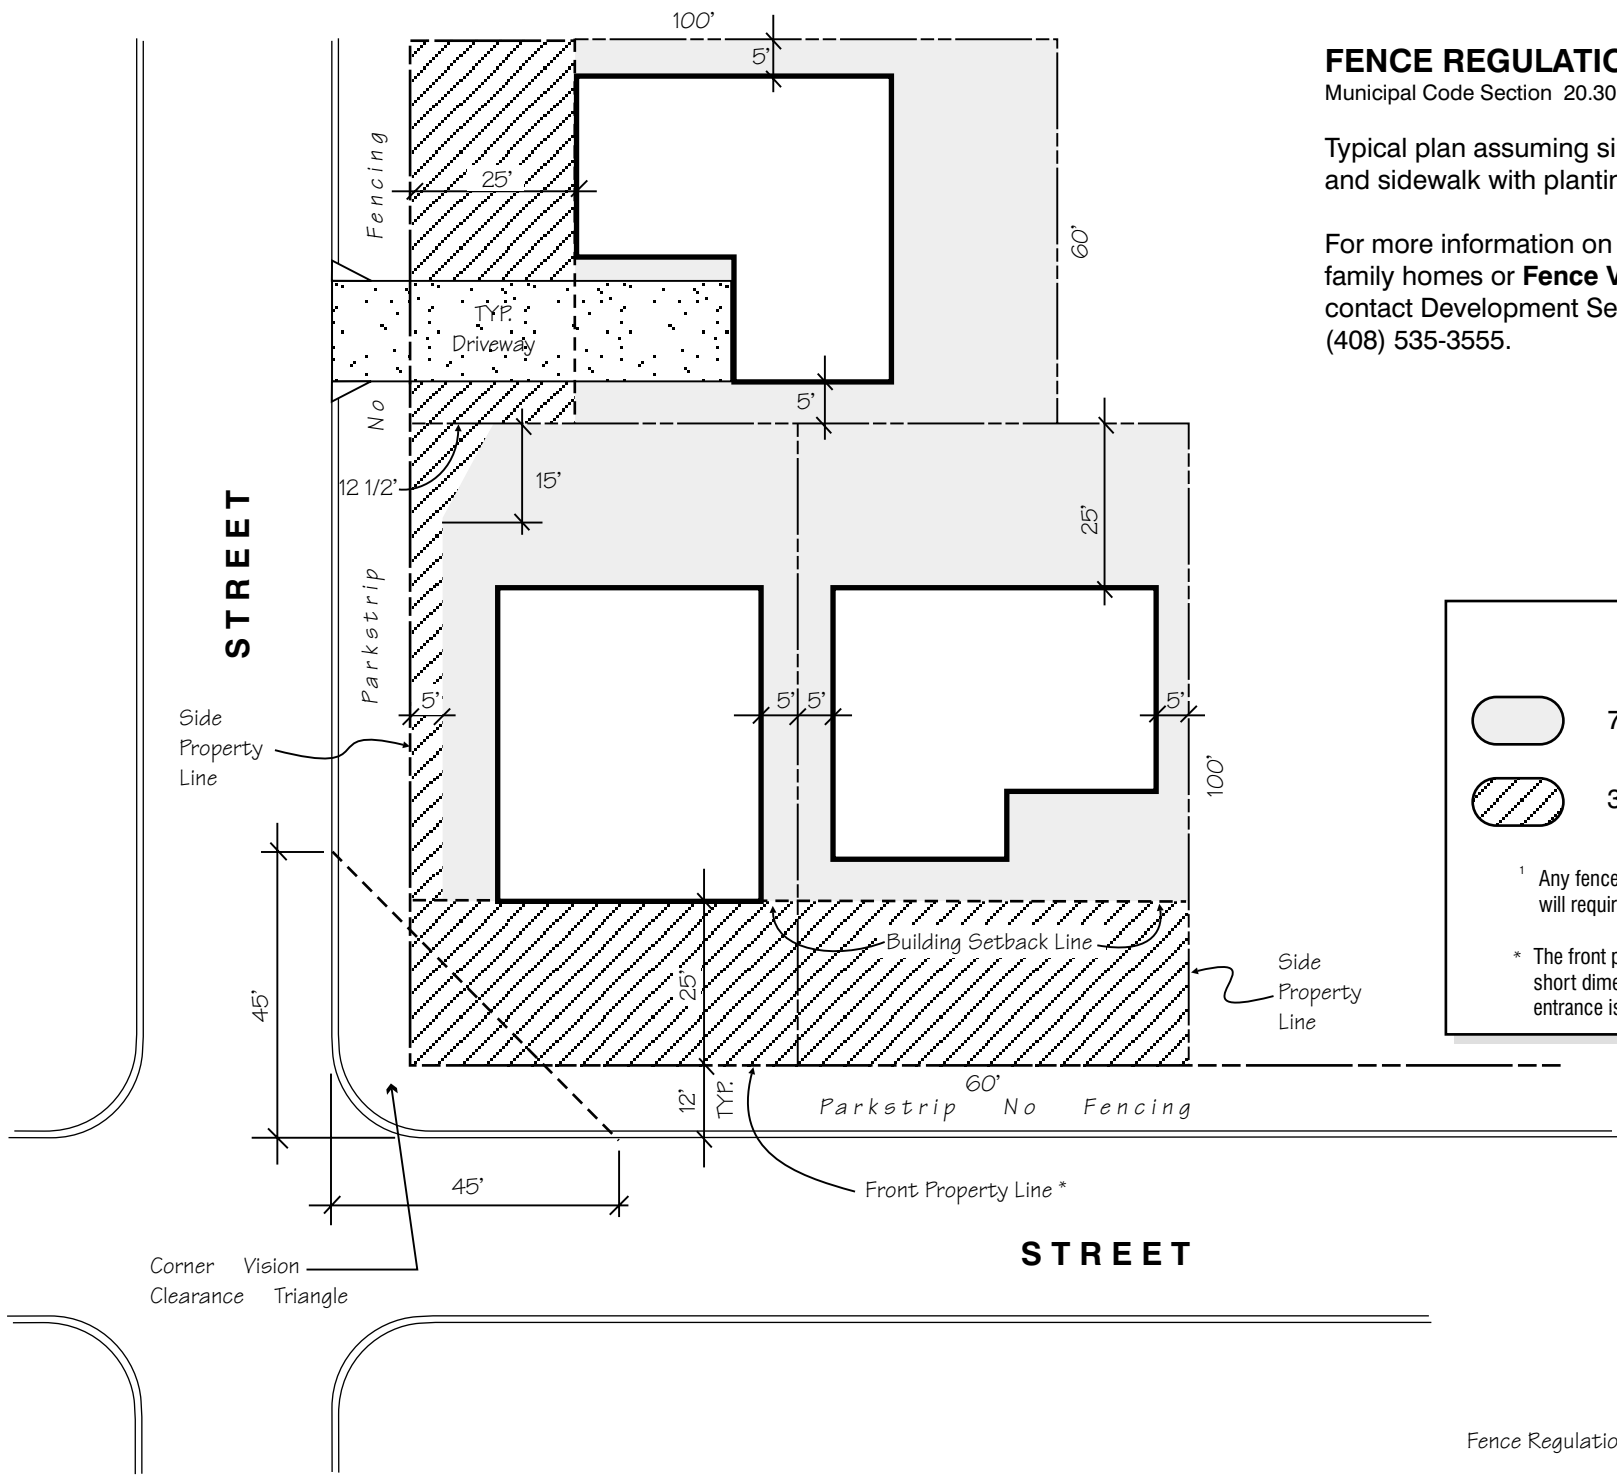 100'
5'
FENCE REGULATIO
Municipal Code Section 20.30
Typical plan assuming si
and sidewalk with plantin
For more information on
family homes or Fence V
contact Development Se
(408) 535-3555.
Fencing
25'
60'
TYP.
Driveway
No
5'
12 1/2'
15'
25'
STREET
Parkstrip
5'
5'
5'
5'
Side
Property
Line
100'
7
3
1 Any fence
will requir
* The front p
short dime
entrance is
Building Setback Line
Side
Property
Line
45'
25'
12'
TYP.
60'
Parkstrip No Fencing
45'
Front Property Line *
STREET
Corner Vision
Clearance Triangle
Fence Regulatio